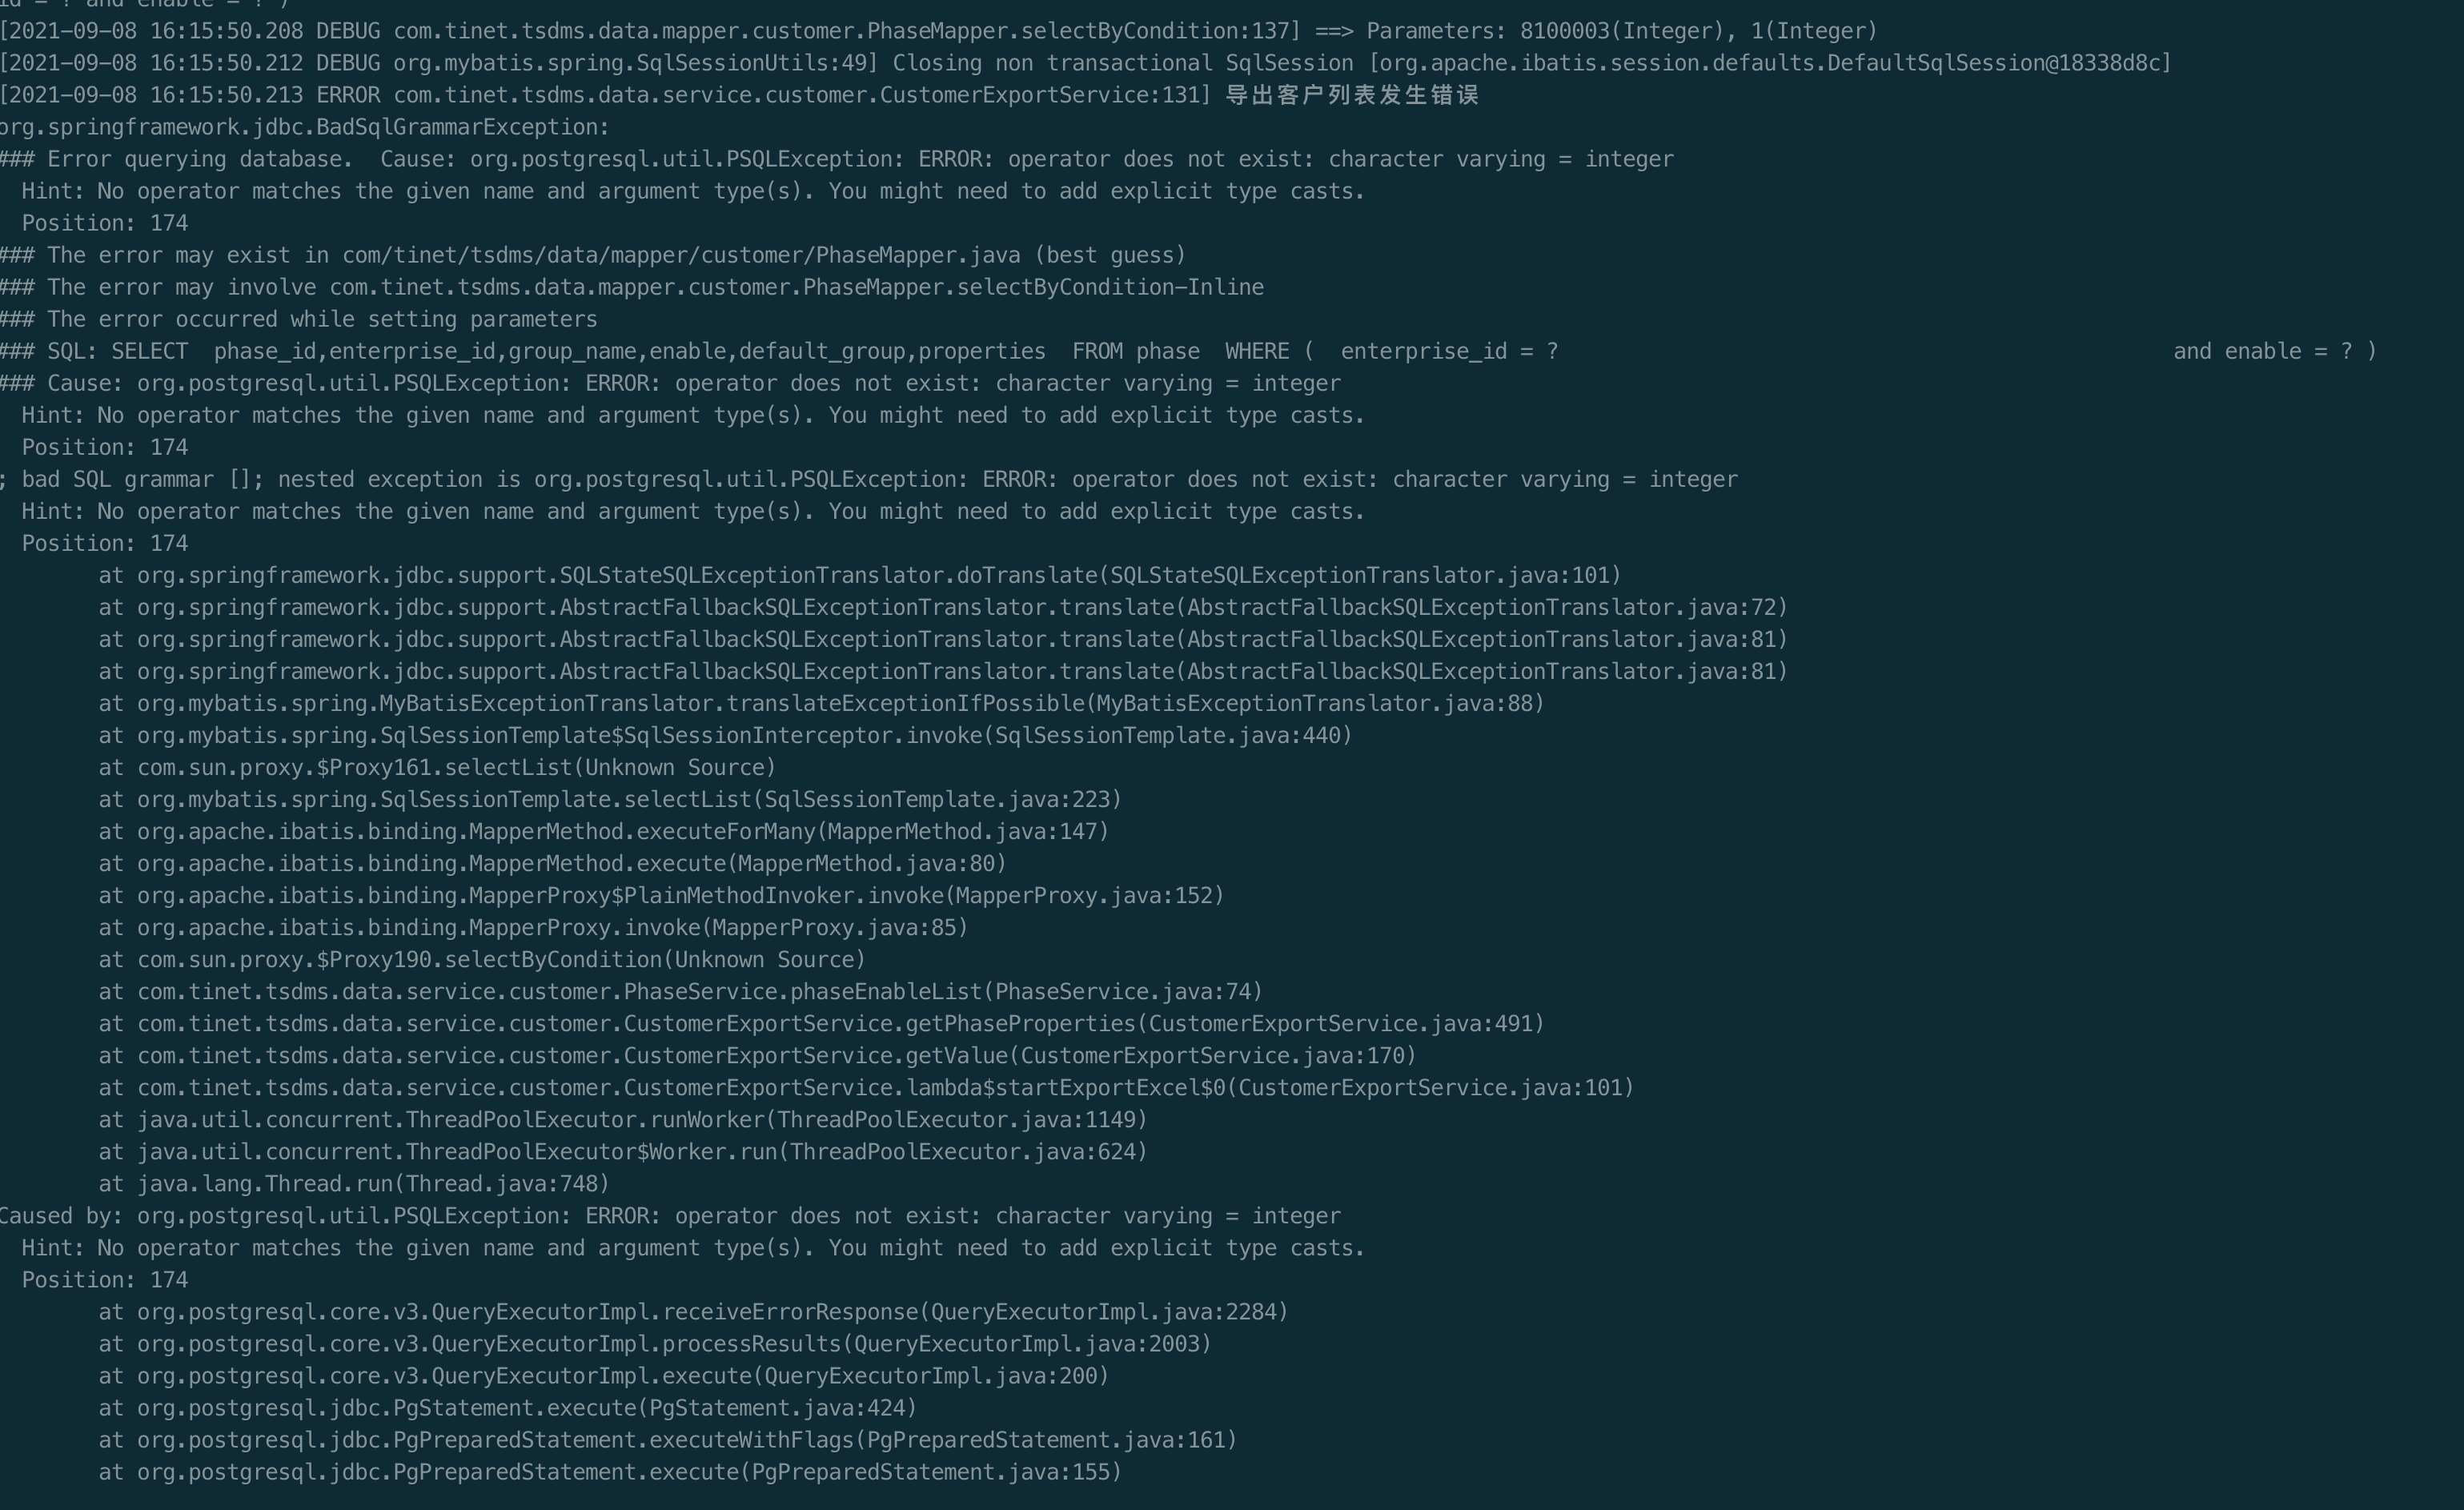 id = ? and enable = ? )
[2021-09-08 16:15:50.208 DEBUG com.tinet.tsdms.data.mapper.customer.PhaseMapper.selectByCondition:137] ==> Parameters: 8100003(Integer), 1(Integer)
[2021-09-08 16:15:50.212 DEBUG org.mybatis.spring.SqlSessionUtils:49] Closing non transactional SqlSession [org.apache.ibatis.session.defaults.DefaultSqlSession@18338d8c]
[2021-09-08 16:15:50.213 ERROR com.tinet.tsdms.data.service.customer.CustomerExportService:131] 导出客户列表发生错误
org.springframework.jdbc.BadSqlGrammarException:
### Error querying database.  Cause: org.postgresql.util.PSQLException: ERROR: operator does not exist: character varying = integer
  Hint: No operator matches the given name and argument type(s). You might need to add explicit type casts.
  Position: 174
### The error may exist in com/tinet/tsdms/data/mapper/customer/PhaseMapper.java (best guess)
### The error may involve com.tinet.tsdms.data.mapper.customer.PhaseMapper.selectByCondition-Inline
### The error occurred while setting parameters
### SQL: SELECT  phase_id,enterprise_id,group_name,enable,default_group,properties  FROM phase  WHERE (  enterprise_id = ?                                                and enable = ? )
### Cause: org.postgresql.util.PSQLException: ERROR: operator does not exist: character varying = integer
  Hint: No operator matches the given name and argument type(s). You might need to add explicit type casts.
  Position: 174
; bad SQL grammar []; nested exception is org.postgresql.util.PSQLException: ERROR: operator does not exist: character varying = integer
  Hint: No operator matches the given name and argument type(s). You might need to add explicit type casts.
  Position: 174
        at org.springframework.jdbc.support.SQLStateSQLExceptionTranslator.doTranslate(SQLStateSQLExceptionTranslator.java:101)
        at org.springframework.jdbc.support.AbstractFallbackSQLExceptionTranslator.translate(AbstractFallbackSQLExceptionTranslator.java:72)
        at org.springframework.jdbc.support.AbstractFallbackSQLExceptionTranslator.translate(AbstractFallbackSQLExceptionTranslator.java:81)
        at org.springframework.jdbc.support.AbstractFallbackSQLExceptionTranslator.translate(AbstractFallbackSQLExceptionTranslator.java:81)
        at org.mybatis.spring.MyBatisExceptionTranslator.translateExceptionIfPossible(MyBatisExceptionTranslator.java:88)
        at org.mybatis.spring.SqlSessionTemplate$SqlSessionInterceptor.invoke(SqlSessionTemplate.java:440)
        at com.sun.proxy.$Proxy161.selectList(Unknown Source)
        at org.mybatis.spring.SqlSessionTemplate.selectList(SqlSessionTemplate.java:223)
        at org.apache.ibatis.binding.MapperMethod.executeForMany(MapperMethod.java:147)
        at org.apache.ibatis.binding.MapperMethod.execute(MapperMethod.java:80)
        at org.apache.ibatis.binding.MapperProxy$PlainMethodInvoker.invoke(MapperProxy.java:152)
        at org.apache.ibatis.binding.MapperProxy.invoke(MapperProxy.java:85)
        at com.sun.proxy.$Proxy190.selectByCondition(Unknown Source)
        at com.tinet.tsdms.data.service.customer.PhaseService.phaseEnableList(PhaseService.java:74)
        at com.tinet.tsdms.data.service.customer.CustomerExportService.getPhaseProperties(CustomerExportService.java:491)
        at com.tinet.tsdms.data.service.customer.CustomerExportService.getValue(CustomerExportService.java:170)
        at com.tinet.tsdms.data.service.customer.CustomerExportService.lambda$startExportExcel$0(CustomerExportService.java:101)
        at java.util.concurrent.ThreadPoolExecutor.runWorker(ThreadPoolExecutor.java:1149)
        at java.util.concurrent.ThreadPoolExecutor$Worker.run(ThreadPoolExecutor.java:624)
        at java.lang.Thread.run(Thread.java:748)
Caused by: org.postgresql.util.PSQLException: ERROR: operator does not exist: character varying = integer
  Hint: No operator matches the given name and argument type(s). You might need to add explicit type casts.
  Position: 174
        at org.postgresql.core.v3.QueryExecutorImpl.receiveErrorResponse(QueryExecutorImpl.java:2284)
        at org.postgresql.core.v3.QueryExecutorImpl.processResults(QueryExecutorImpl.java:2003)
        at org.postgresql.core.v3.QueryExecutorImpl.execute(QueryExecutorImpl.java:200)
        at org.postgresql.jdbc.PgStatement.execute(PgStatement.java:424)
        at org.postgresql.jdbc.PgPreparedStatement.executeWithFlags(PgPreparedStatement.java:161)
        at org.postgresql.jdbc.PgPreparedStatement.execute(PgPreparedStatement.java:155)